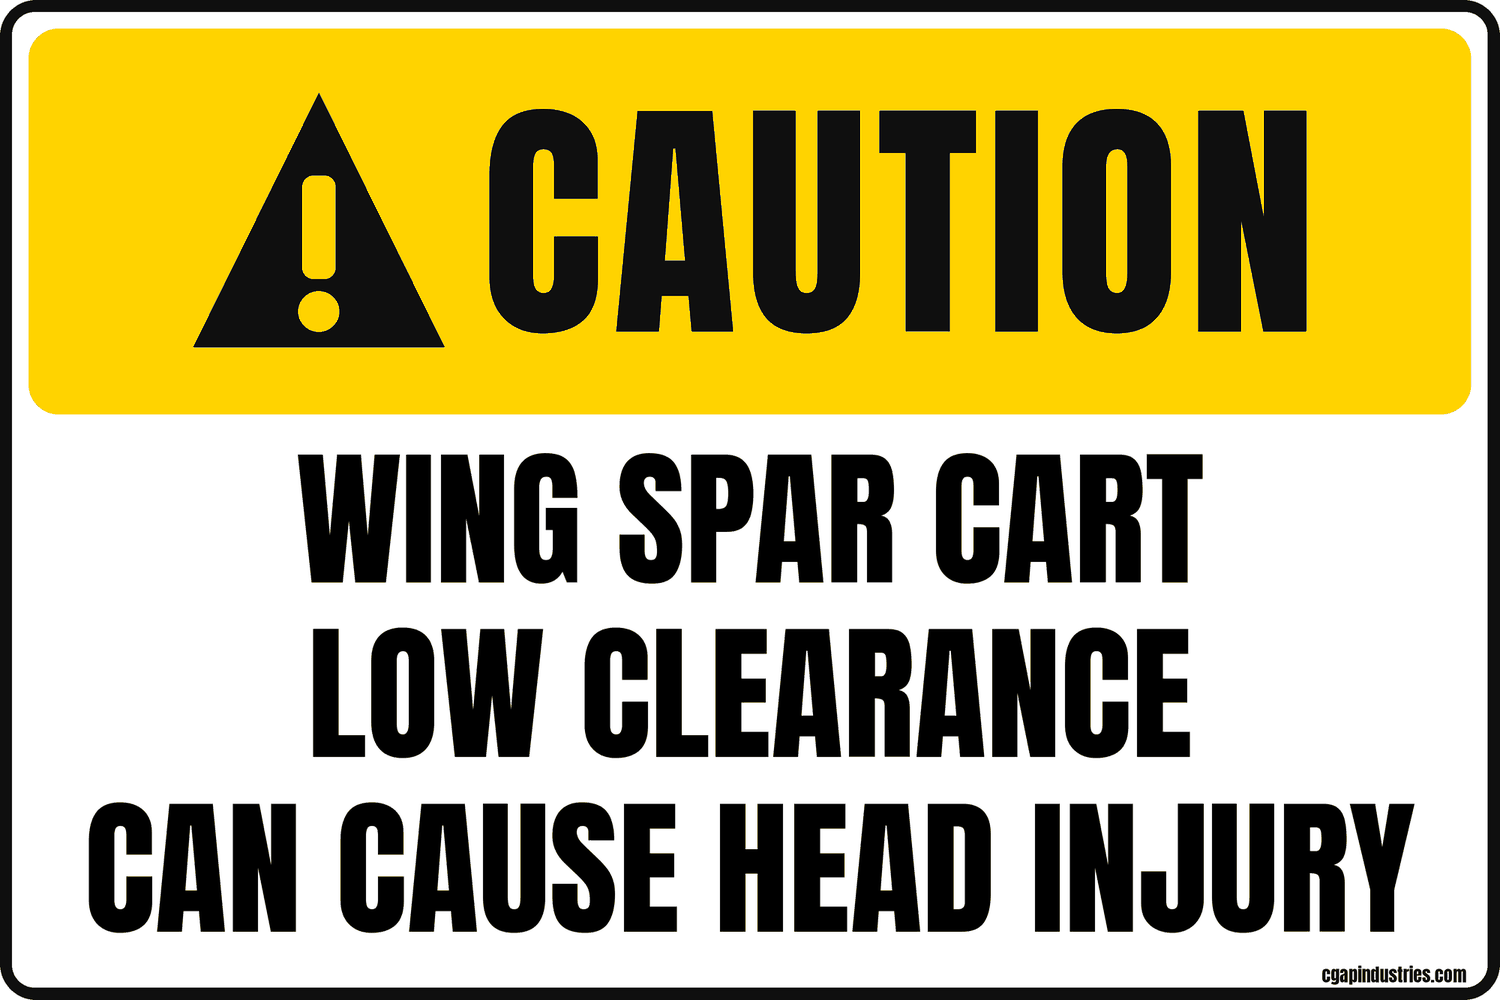 CAUTION
WING SPAR CART
LOW CLEARANCE
CAN CAUSE HEAD INJURY
cgapindustries.com